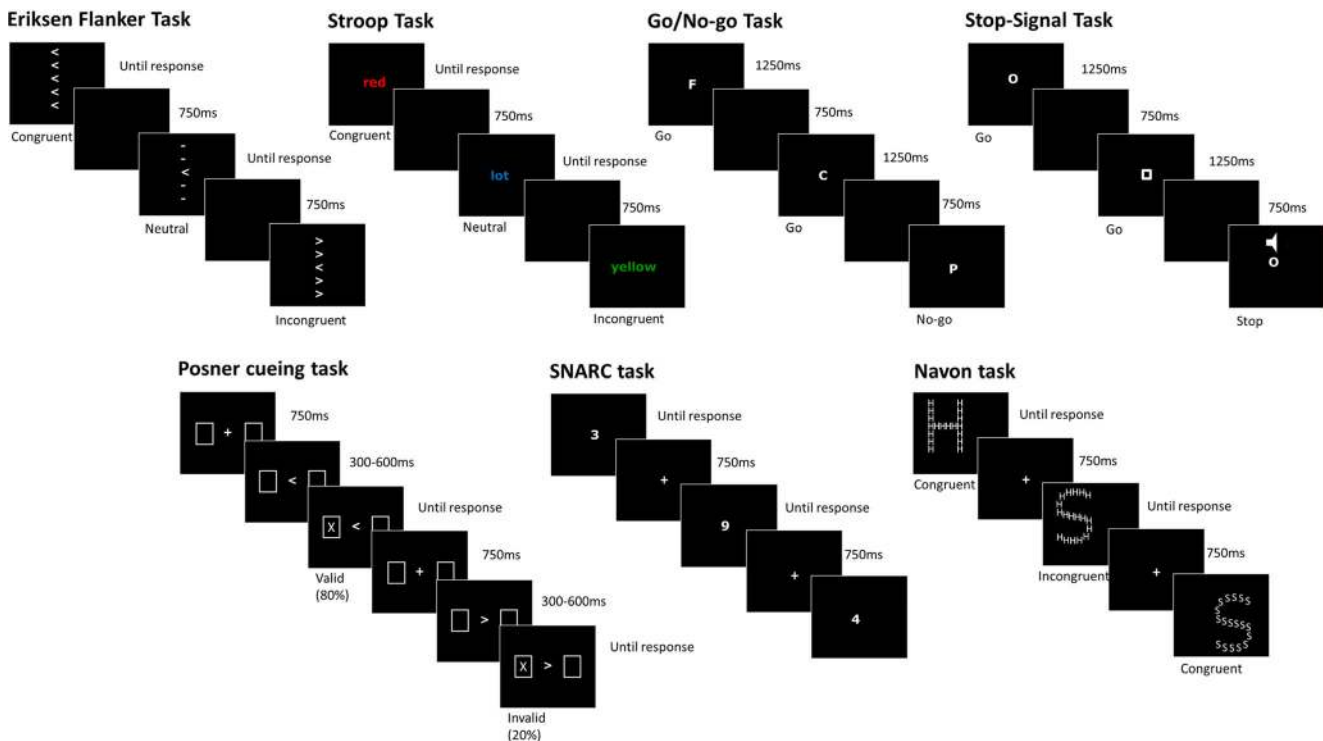 Eriksen Flanker Task
<
<
<
<
<
Congruent
Until response
750ms
-
-
<
-
-
Neutral
Until response
750ms
>
>
<
>
>
Incongruent
Stroop Task
red
Congruent
Until response
750ms
lot
Neutral
Until response
750ms
yellow
Incongruent
Go/No-go Task
F
Go
1250ms
750ms
C
Go
1250ms
750ms
P
No-go
Stop-Signal Task
O
Go
1250ms
750ms
Go
1250ms
750ms
O
Stop
Posner cueing task
+
750ms
<
300-600ms
X <
Valid
(80%)
Until response
+
750ms
>
300-600ms
X >
Invalid
(20%)
Until response
SNARC task
3
Until response
+
750ms
9
Until response
+
750ms
4
Navon task
H
Congruent
Until response
+
750ms
S
Incongruent
Until response
+
750ms
S
Congruent